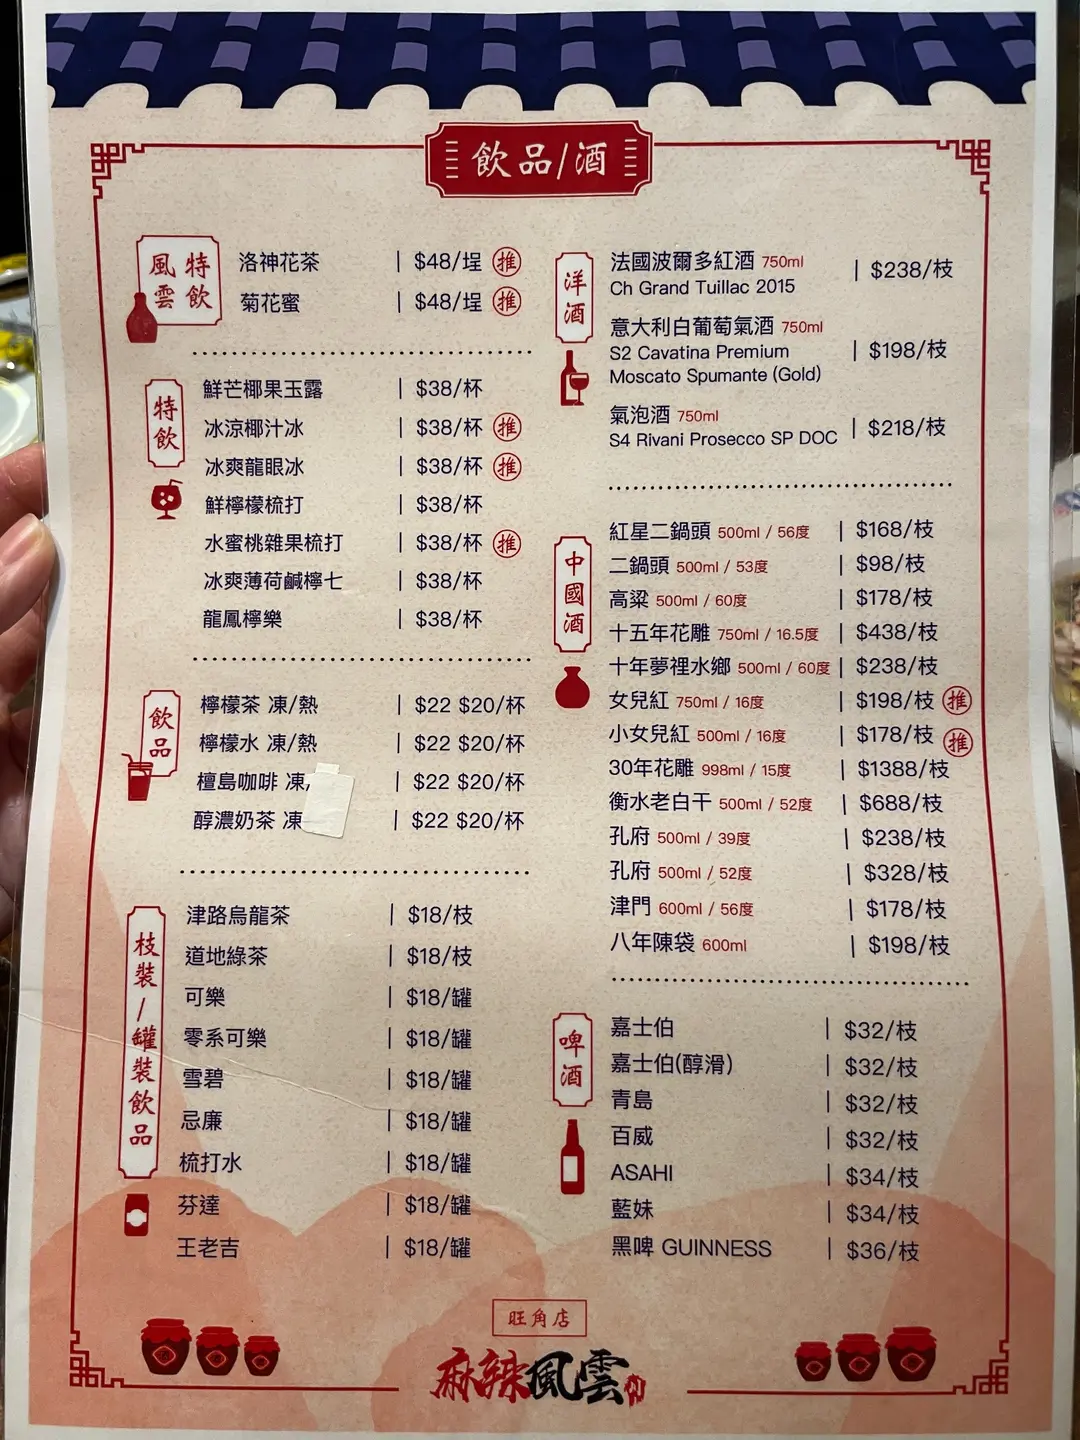 飲品/酒
風雲特飲
洛神花茶 | $48/埕 推
菊花蜜 | $48/埕 推
特飲
鮮芒椰果玉露 | $38/杯
冰涼椰汁冰 | $38/杯 推
冰爽龍眼冰 | $38/杯 推
鮮檸檬梳打 | $38/杯
水蜜桃雜果梳打 | $38/杯 推
冰爽薄荷鹹檸七 | $38/杯
龍鳳檸樂 | $38/杯
飲品
檸檬茶 凍/熱 | $22 $20/杯
檸檬水 凍/熱 | $22 $20/杯
檀島咖啡 凍/ | $22 $20/杯
醇濃奶茶 凍 | $22 $20/杯
枝裝/罐裝飲品
津路烏龍茶 | $18/枝
道地綠茶 | $18/枝
可樂 | $18/罐
零系可樂 | $18/罐
雪碧 | $18/罐
忌廉 | $18/罐
梳打水 | $18/罐
芬達 | $18/罐
王老吉 | $18/罐
洋酒
法國波爾多紅酒 750ml
Ch Grand Tuillac 2015 | $238/枝
意大利白葡萄氣酒 750ml
S2 Cavatina Premium
Moscato Spumante (Gold) | $198/枝
氣泡酒 750ml
S4 Rivani Prosecco SP DOC | $218/枝
中國酒
紅星二鍋頭 500ml / 56度 | $168/枝
二鍋頭 500ml / 53度 | $98/枝
高粱 500ml / 60度 | $178/枝
十五年花雕 750ml / 16.5度 | $438/枝
十年夢裡水鄉 500ml / 60度 | $238/枝
女兒紅 750ml / 16度 | $198/枝 推
小女兒紅 500ml / 16度 | $178/枝 推
30年花雕 998ml / 15度 | $1388/枝
衡水老白干 500ml / 52度 | $688/枝
孔府 500ml / 39度 | $238/枝
孔府 500ml / 52度 | $328/枝
津門 600ml / 56度 | $178/枝
八年陳袋 600ml | $198/枝
啤酒
嘉士伯 | $32/枝
嘉士伯(醇滑) | $32/枝
青島 | $32/枝
百威 | $32/枝
ASAHI | $34/枝
藍妹 | $34/枝
黑啤 GUINNESS | $36/枝
旺角店
麻辣風雲